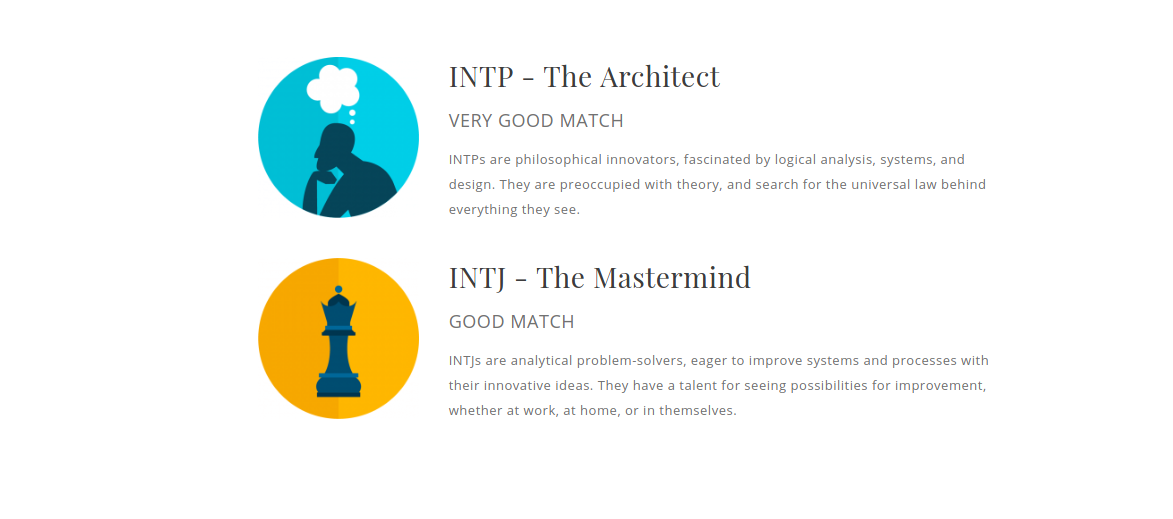 INTP - The Architect
VERY GOOD MATCH
INTPs are philosophical innovators, fascinated by logical analysis, systems, and
design. They are preoccupied with theory, and search for the universal law behind
everything they see.
INTJ - The Mastermind
GOOD MATCH
INTJs are analytical problem-solvers, eager to improve systems and processes with
their innovative ideas. They have a talent for seeing possibilities for improvement,
whether at work, at home, or in themselves.